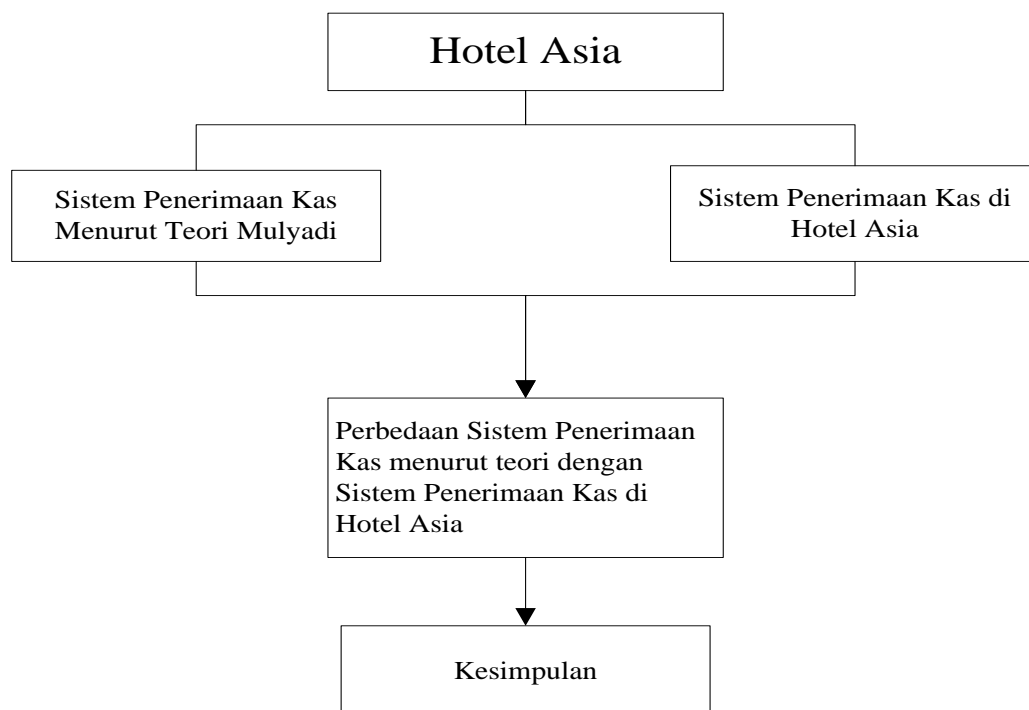 Hotel Asia
Sistem Penerimaan Kas
Menurut Teori Mulyadi
Sistem Penerimaan Kas di
Hotel Asia
Perbedaan Sistem Penerimaan
Kas menurut teori dengan
Sistem Penerimaan Kas di
Hotel Asia
Kesimpulan